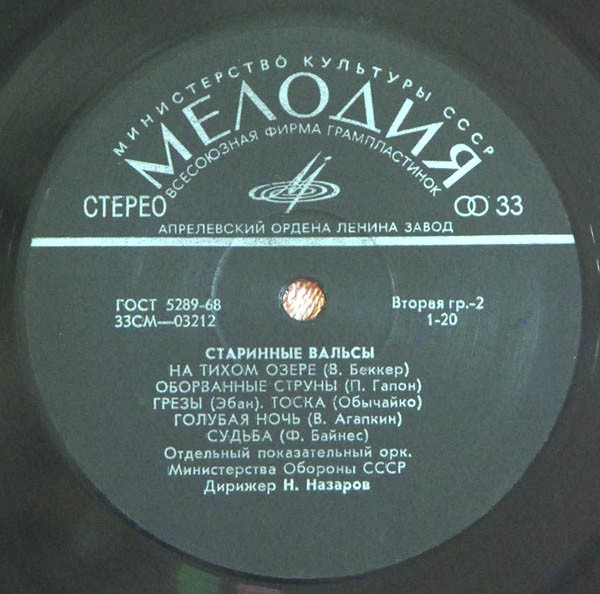 МИНИСТЕРСТВО КУЛЬТУРЫ СССР
МЕЛОДИЯ
ВСЕСОЮЗНАЯ ФИРМА ГРАМПЛАСТИНОК
СТЕРЕО 33
АПРЕЛЕВСКИЙ ОРДЕНА ЛЕНИНА ЗАВОД
ГОСТ 5289-68 Вторая гр.-2
33СМ—03212 1-20
СТАРИННЫЕ ВАЛЬСЫ
НА ТИХОМ ОЗЕРЕ (В. Беккер)
ОБОРВАННЫЕ СТРУНЫ (П. Гапон)
ГРЕЗЫ (Эбан). ТОСКА (Обычайко)
ГОЛУБАЯ НОЧЬ (В. Агапкин)
СУДЬБА (Ф. Байнес)
Отдельный показательный орк.
Министерства Обороны СССР
Дирижер Н. Назаров